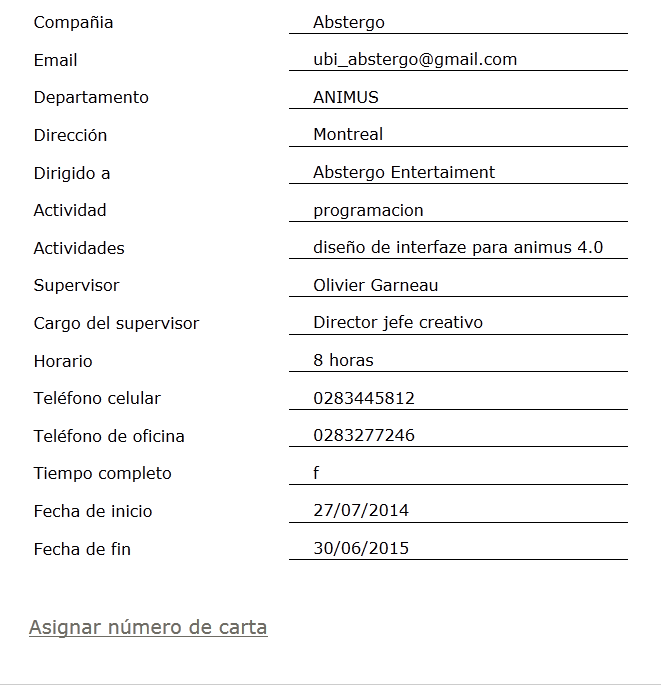 Compañia Abstergo
Email ubi_abstergo@gmail.com
Departamento ANIMUS
Dirección Montreal
Dirigido a Abstergo Entertaiment
Actividad programacion
Actividades diseño de interfaze para animus 4.0
Supervisor Olivier Garneau
Cargo del supervisor Director jefe creativo
Horario 8 horas
Teléfono celular 0283445812
Teléfono de oficina 0283277246
Tiempo completo f
Fecha de inicio 27/07/2014
Fecha de fin 30/06/2015
Asignar número de carta